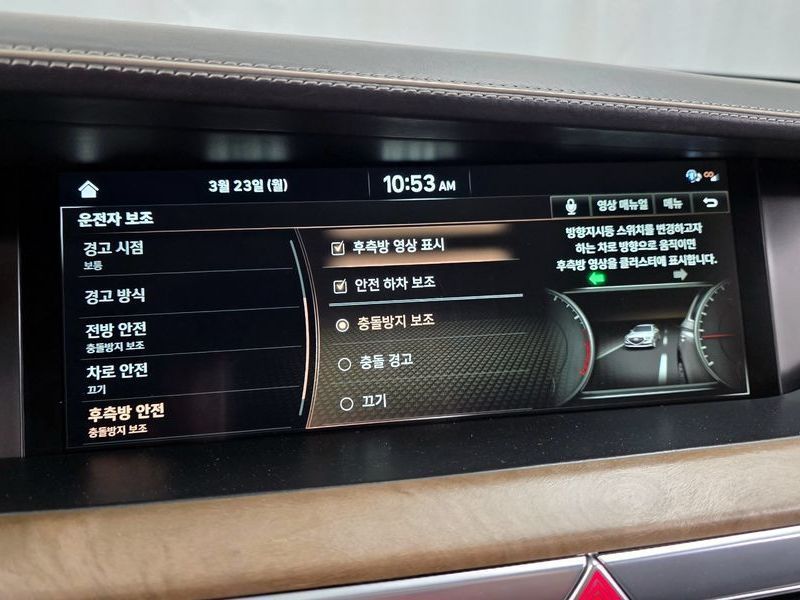 3월 23일(월)
10:53 AM
운전자 보조
영상 매뉴얼
메뉴
경고 시점
보통
경고 방식
전방 안전
충돌방지 보조
차로 안전
끄기
후측방 안전
충돌방지 보조
후측방 영상 표시
안전 하차 보조
충돌방지 보조
충돌 경고
끄기
방향지시등 스위치를 변경하고자
하는 차로 방향으로 움직이면
후측방 영상을 클러스터에 표시합니다.